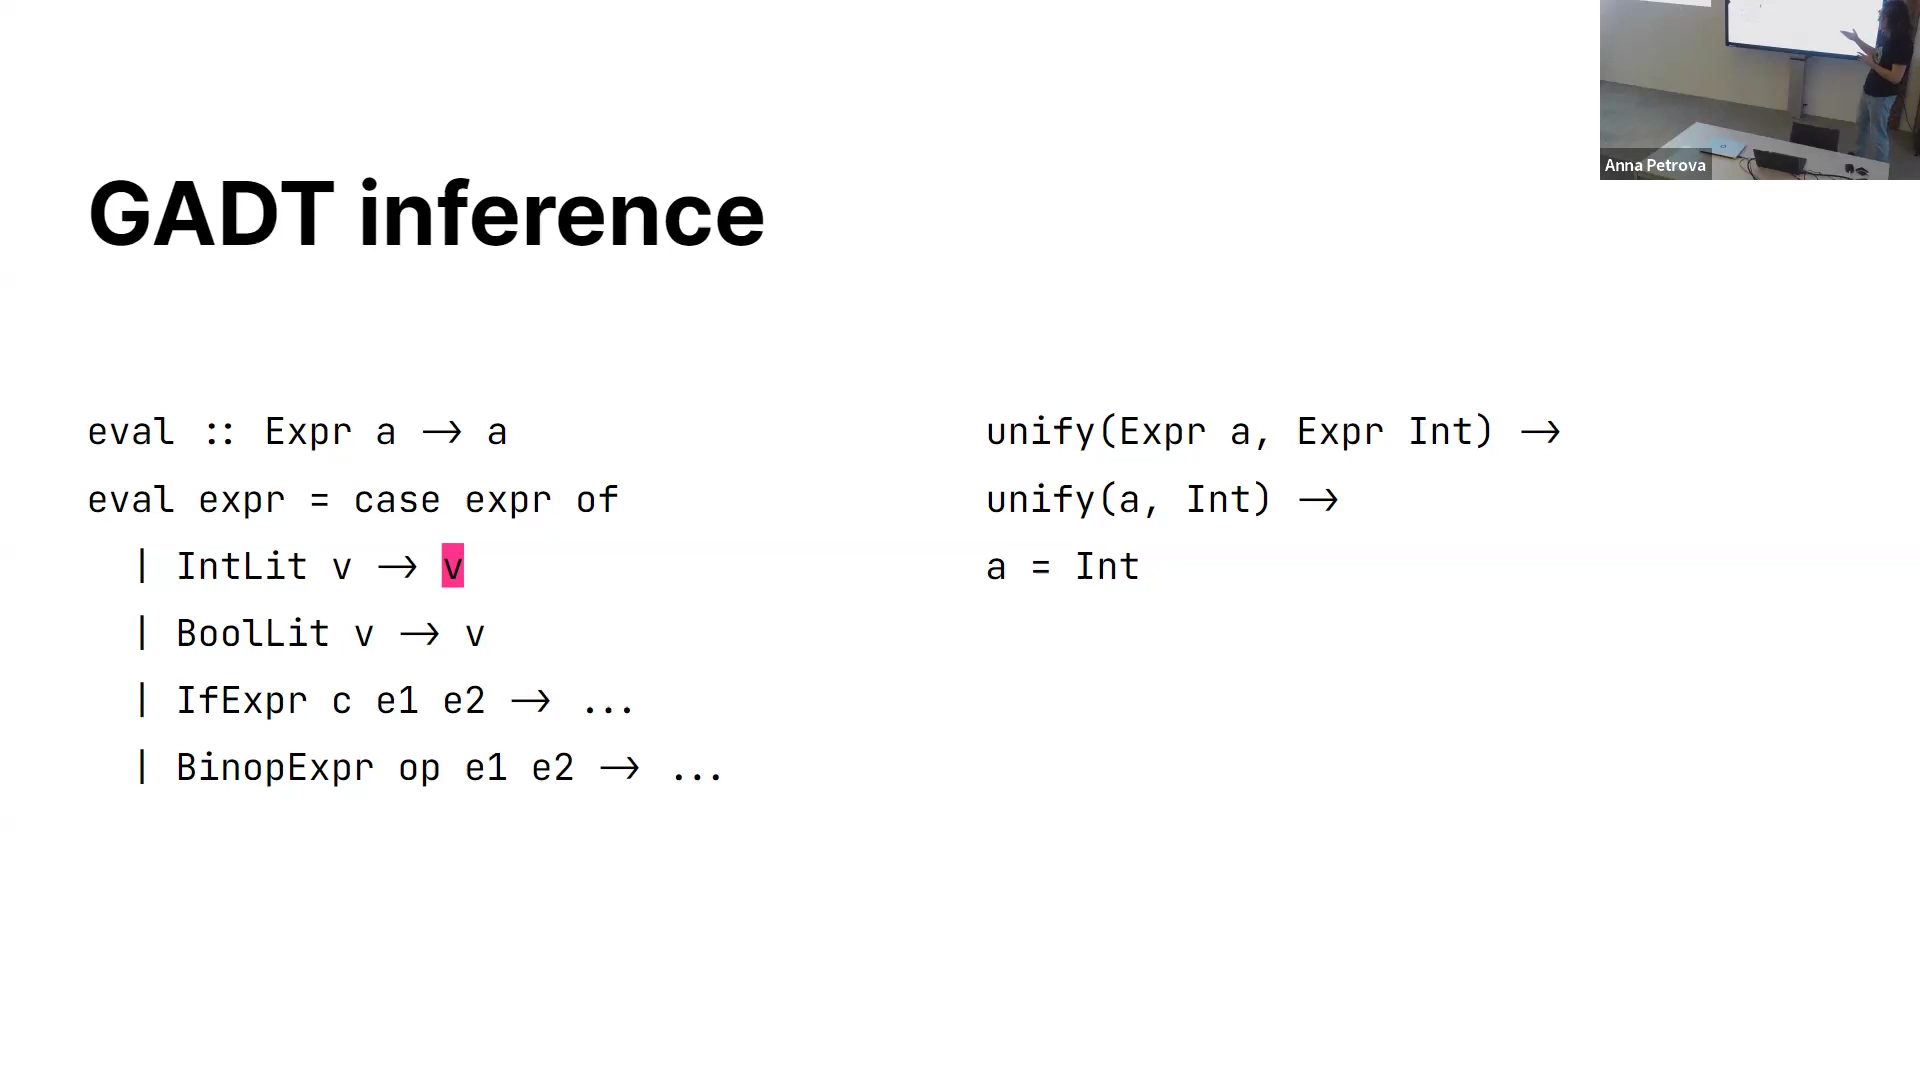 Anna Petrova
GADT inference
eval :: Expr a → a
eval expr = case expr of
| IntLit v → v
| BoolLit v → v
| IfExpr c e1 e2 → ...
| BinopExpr op e1 e2 → ...
unify(Expr a, Expr Int) →
unify(a, Int) →
a = Int